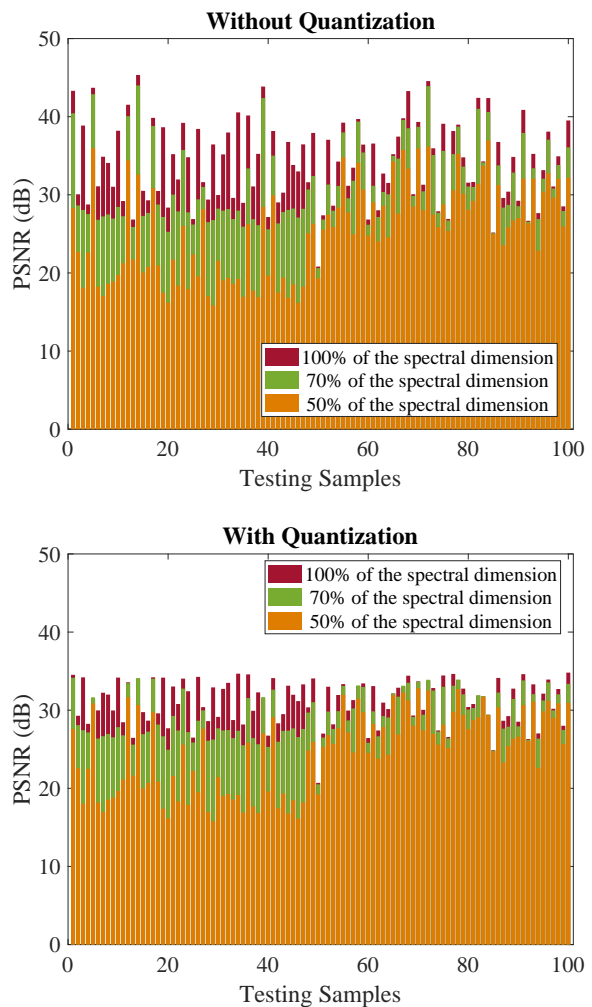 Without Quantization
50
40
30
20
10
0
PSNR (dB)
100% of the spectral dimension
70% of the spectral dimension
50% of the spectral dimension
0 20 40 60 80 100
Testing Samples
With Quantization
50
40
30
20
10
0
PSNR (dB)
100% of the spectral dimension
70% of the spectral dimension
50% of the spectral dimension
0 20 40 60 80 100
Testing Samples